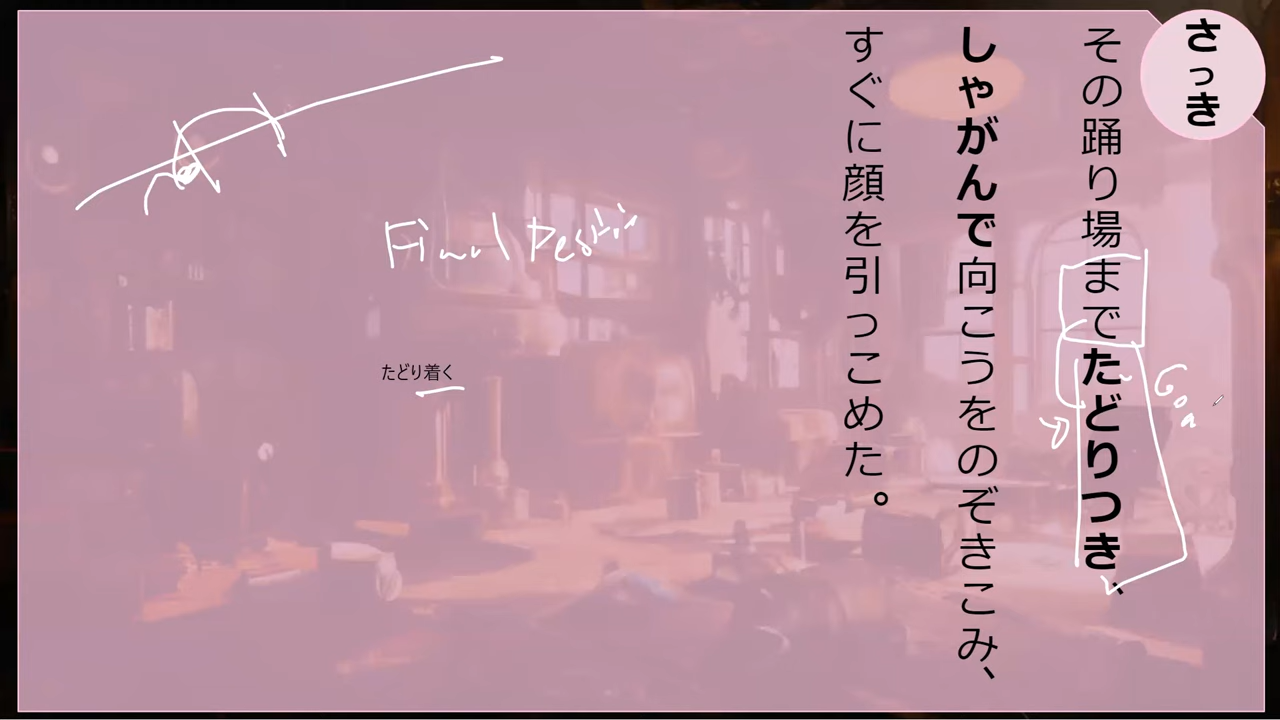 さっき
その踊り場までたどりつき、
しゃがんで向こうをのぞきこみ、
すぐに顔を引っこめた。
Final
たどり着く